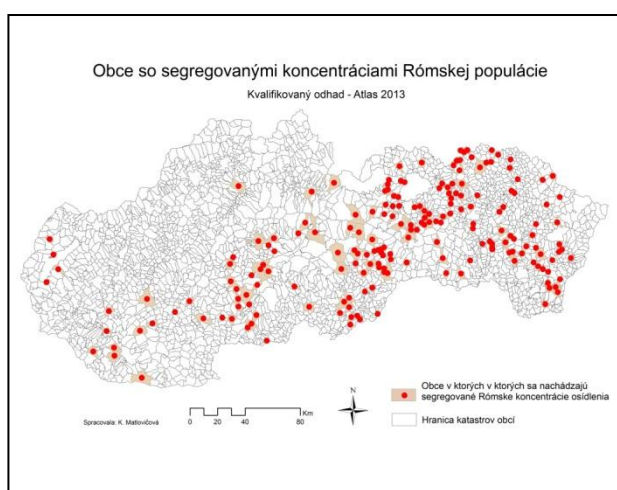 Obce so segregovanými koncentráciami Rómskej populácie
Kvalifikovaný odhad - Atlas 2013
Obce v ktorých v ktorých sa nachádzajú
segregované Rómske koncentrácie osídlenia
Hranica katastrov obcí
Spracovala: K. Matlovičová
0 20 40 80
Km
N